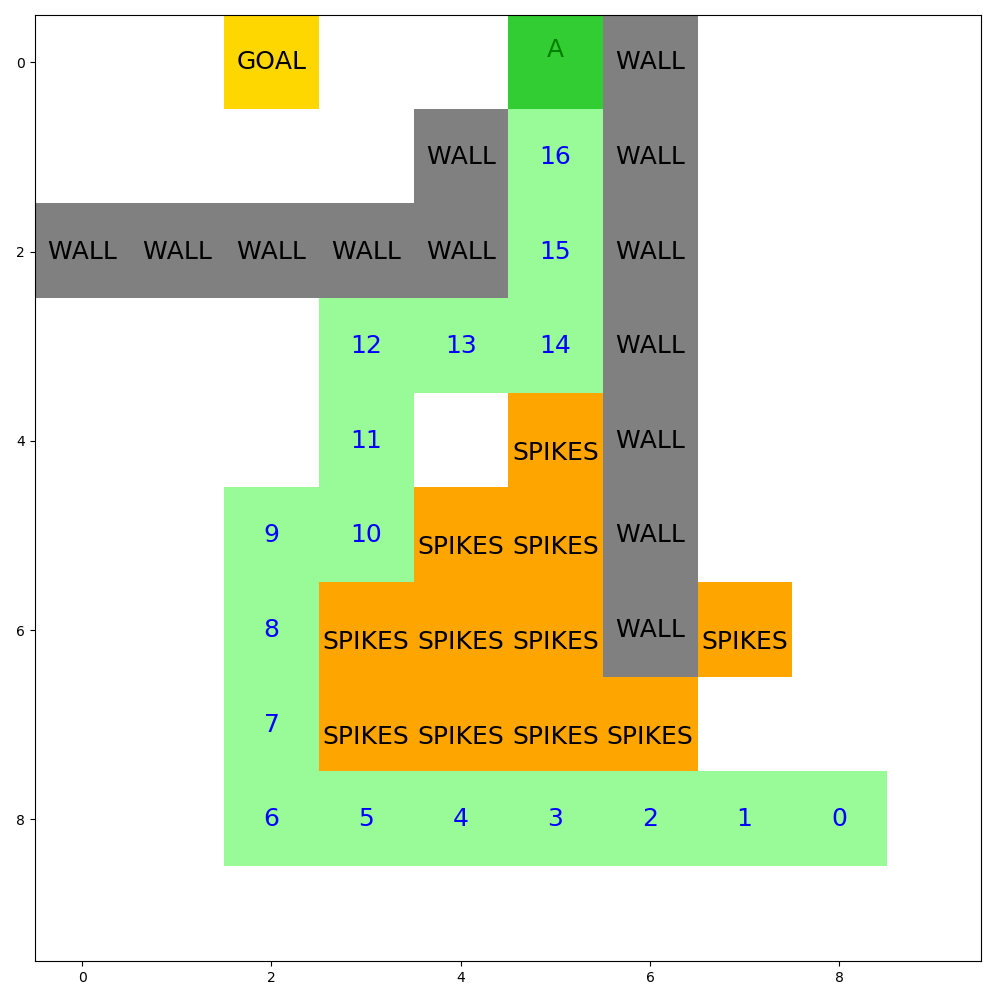 GOAL A WALL
0
WALL 16 WALL
WALL WALL WALL WALL WALL 15 WALL
2
12 13 14 WALL
11 SPIKES WALL
4
9 10 SPIKES SPIKES WALL
8 SPIKES SPIKES SPIKES WALL SPIKES
6
7 SPIKES SPIKES SPIKES SPIKES
6 5 4 3 2 1 0
8
0 2 4 6 8